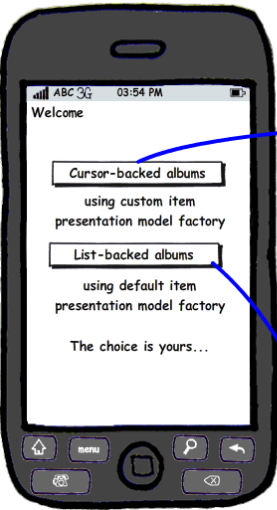 ABC 3G 03:54 PM
Welcome
Cursor-backed albums
using custom item
presentation model factory
List-backed albums
using default item
presentation model factory
The choice is yours...
menu